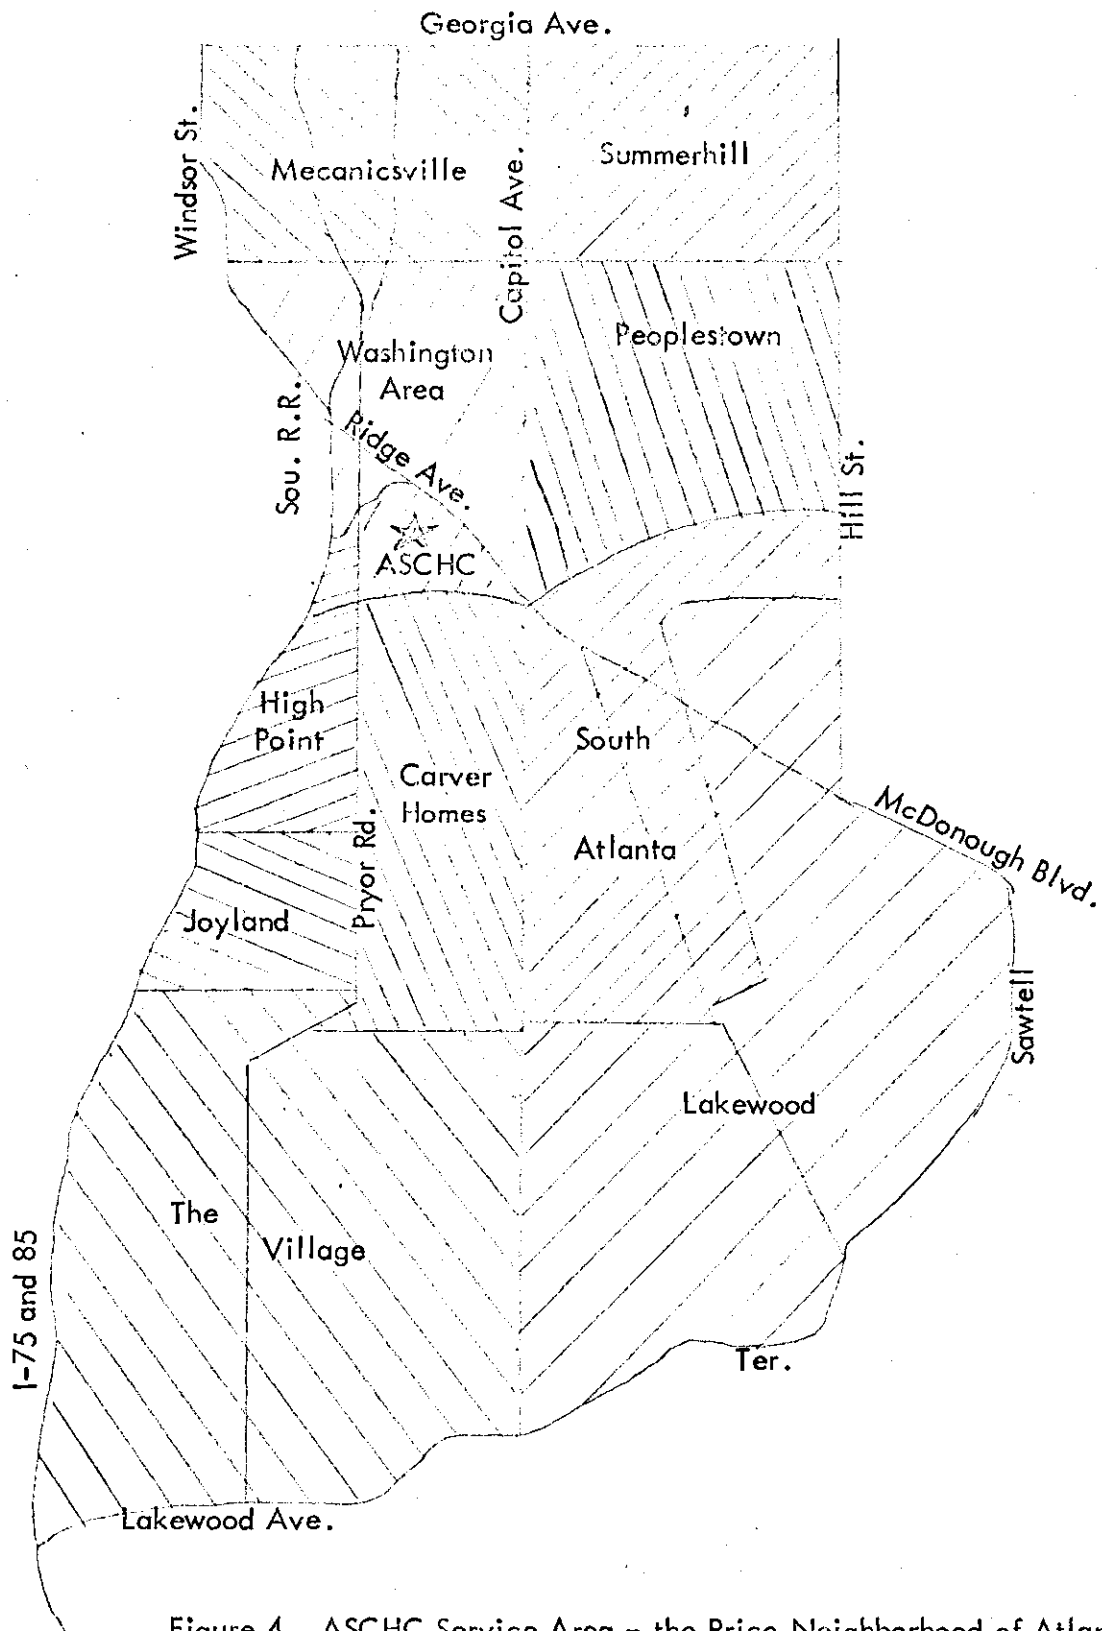 Georgia Ave.
Windsor St.
Mecanicsville
Capitol Ave.
Summerhill
Washington
Area
Peoplestown
Sou. R.R.
Ridge Ave.
Hill St.
ASCHC
High
Point
Carver
Homes
South
Atlanta
McDonough Blvd.
Pryor Rd.
Joyland
Sawtell
Lakewood
The
Village
I-75 and 85
Ter.
Lakewood Ave.
Figure 4. ASCHC Service Area - the Price Neighborhood of Atlan